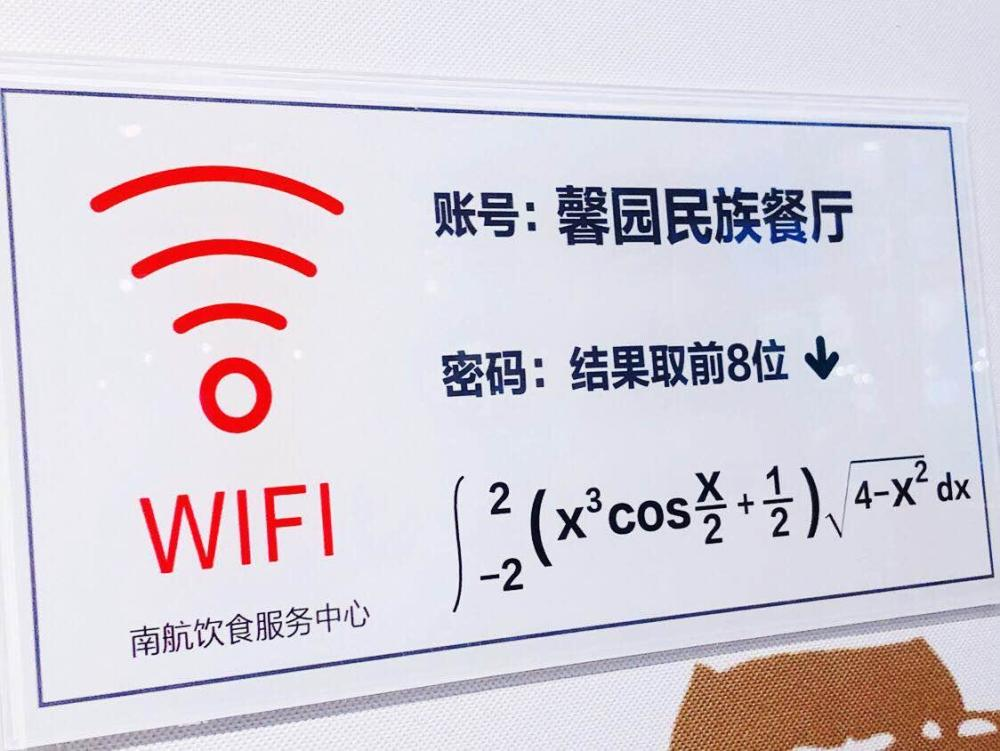 账号：馨园民族餐厅
密码：结果取前8位↓
∫_{-2}^{2} (x³cos x/2 + 1/2)√(4-x²) dx
WIFI
南航饮食服务中心